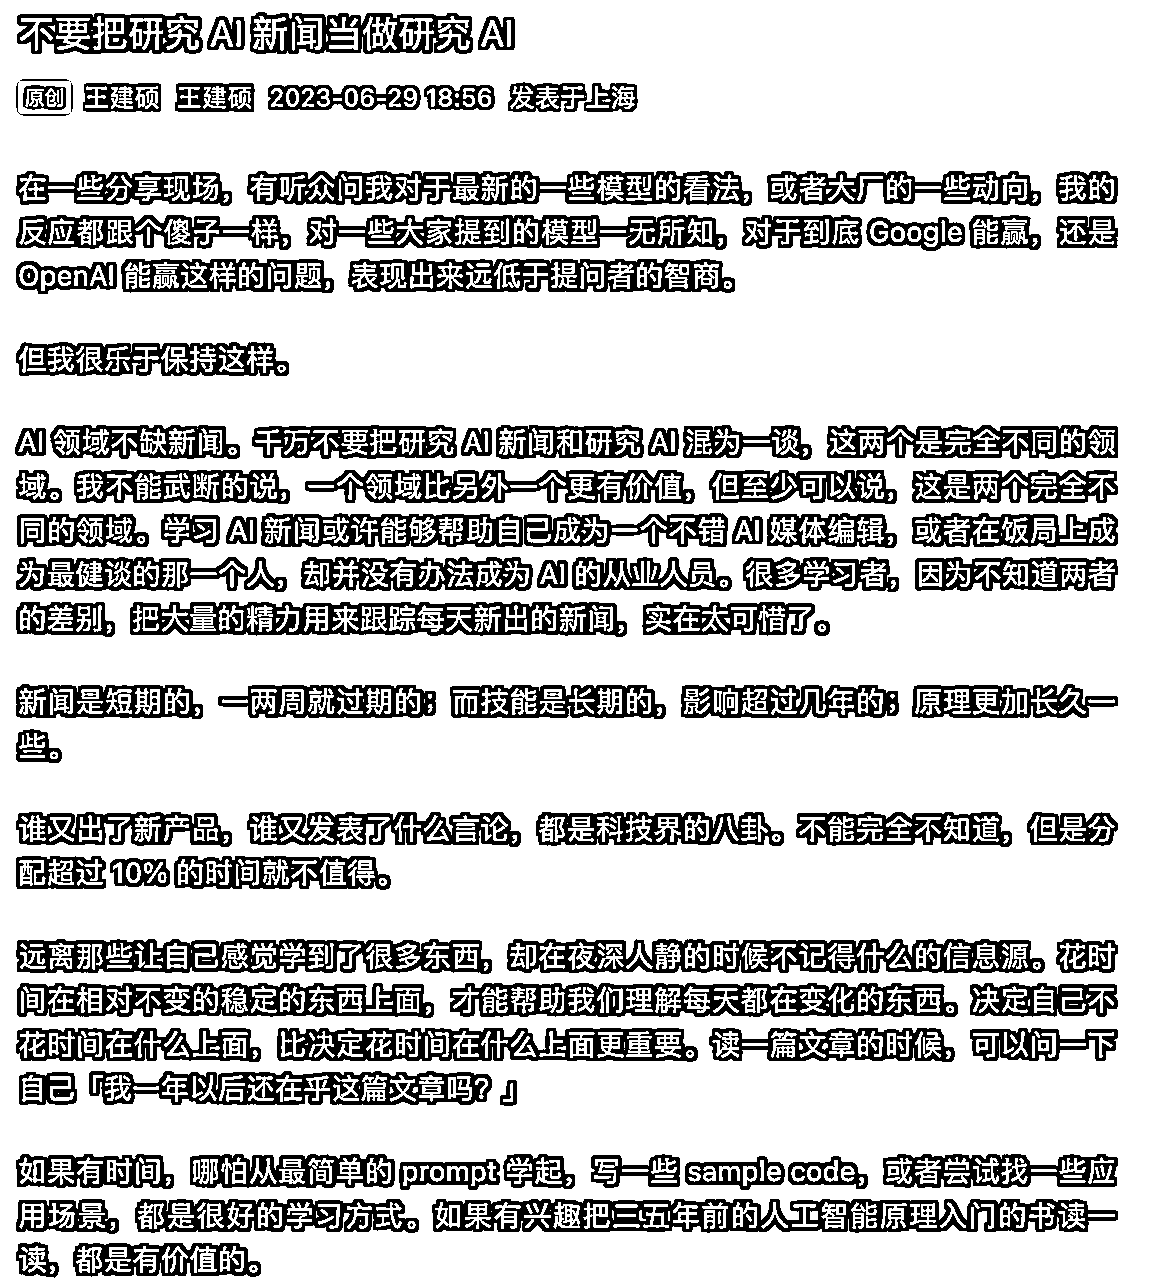 不要把研究 AI 新闻当做研究 AI
原创 王建硕 王建硕 2023-06-29 18:56 发表于上海
在一些分享现场，有听众问我对于最新的一些模型的看法，或者大厂的一些动向，我的
反应都跟个傻子一样，对一些大家提到的模型一无所知，对于到底 Google 能赢，还是
OpenAI 能赢这样的问题，表现出来远低于提问者的智商。
但我很乐于保持这样。
AI 领域不缺新闻。千万不要把研究 AI 新闻和研究 AI 混为一谈，这两个是完全不同的领
域。我不能武断的说，一个领域比另外一个更有价值，但至少可以说，这是两个完全不
同的领域。学习 AI 新闻或许能够帮助自己成为一个不错 AI 媒体编辑，或者在饭局上成
为最健谈的那一个人，却并没有办法成为 AI 的从业人员。很多学习者，因为不知道两者
的差别，把大量的精力用来跟踪每天新出的新闻，实在太可惜了。
新闻是短期的，一两周就过期的；而技能是长期的，影响超过几年的；原理更加长久一
些。
谁又出了新产品，谁又发表了什么言论，都是科技界的八卦。不能完全不知道，但是分
配超过 10% 的时间就不值得。
远离那些让自己感觉学到了很多东西，却在夜深人静的时候不记得什么的信息源。花时
间在相对不变的稳定的东西上面，才能帮助我们理解每天都在变化的东西。决定自己不
花时间在什么上面，比决定花时间在什么上面更重要。读一篇文章的时候，可以问一下
自己「我一年以后还在乎这篇文章吗？」
如果有时间，哪怕从最简单的 prompt 学起，写一些 sample code，或者尝试找一些应
用场景，都是很好的学习方式。如果有兴趣把三五年前的人工智能原理入门的书读一
读，都是有价值的。